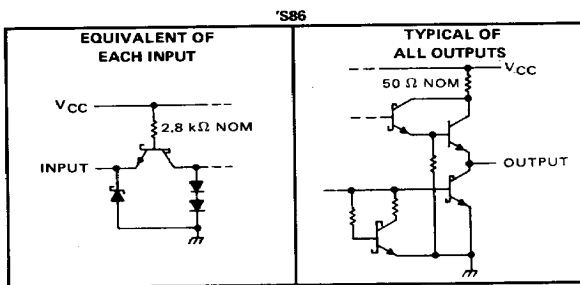 'S86
EQUIVALENT OF
EACH INPUT
VCC
2.8 kΩ NOM
INPUT
TYPICAL OF
ALL OUTPUTS
VCC
50 Ω NOM
OUTPUT